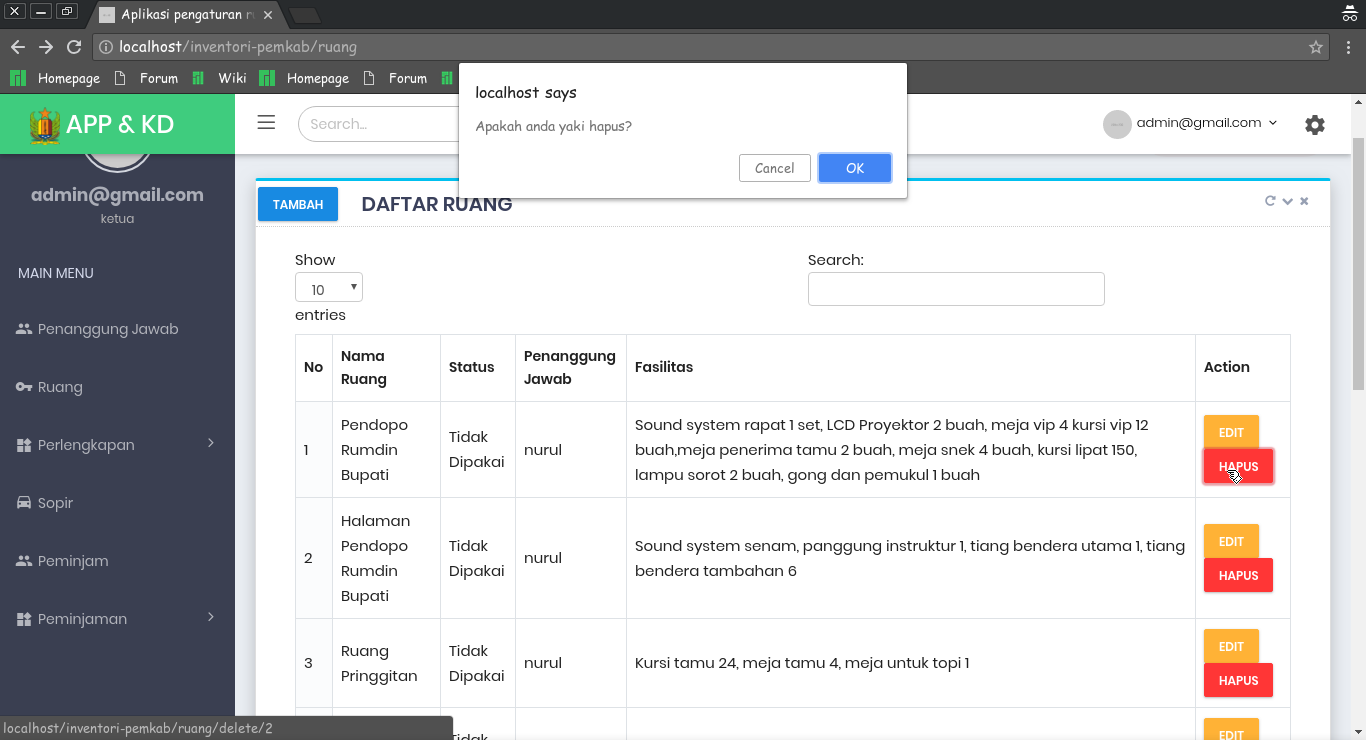 Aplikasi pengaturan r
localhost/inventori-pemkab/ruang
Homepage Forum Wiki Homepage Forum
localhost says
Apakah anda yaki hapus?
Cancel OK
APP & KD
Search...
admin@gmail.com
admin@gmail.com
ketua
MAIN MENU
Penanggung Jawab
Ruang
Perlengkapan
Sopir
Peminjam
Peminjaman
TAMBAH DAFTAR RUANG
Show
10
entries
Search:
No Nama Ruang Status Penanggung Jawab Fasilitas Action
1 Pendopo Rumdin Bupati Tidak Dipakai nurul Sound system rapat 1 set, LCD Proyektor 2 buah, meja vip 4 kursi vip 12
buah,meja penerima tamu 2 buah, meja snek 4 buah, kursi lipat 150,
lampu sorot 2 buah, gong dan pemukul 1 buah
EDIT
HAPUS
2 Halaman Pendopo Rumdin Bupati Tidak Dipakai nurul Sound system senam, panggung instruktur 1, tiang bendera utama 1, tiang
bendera tambahan 6
EDIT
HAPUS
3 Ruang Pringgitan Tidak Dipakai nurul Kursi tamu 24, meja tamu 4, meja untuk topi 1
EDIT
HAPUS
Tidak
EDIT
localhost/inventori-pemkab/ruang/delete/2